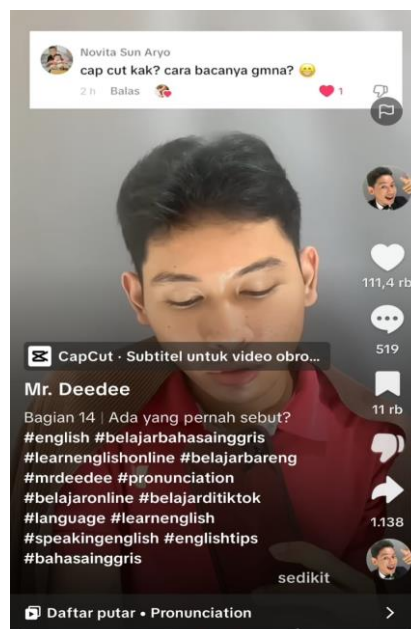 Novita Sun Aryo
cap cut kak? cara bacanya gmna? 😁
2 h Balas
1
111,4 rb
CapCut · Subtitel untuk video obro...
519
Mr. Deedee
11 rb
Bagian 14 | Ada yang pernah sebut?
#english #belajarbahasainggris
#learnenglishonline #belajarbareng
#mrdeedee #pronunciation
#belajaronline #belajarditiktok
#language #learnenglish
1.138
#speakingenglish #englishtips
#bahasainggris
sedikit
Daftar putar • Pronunciation